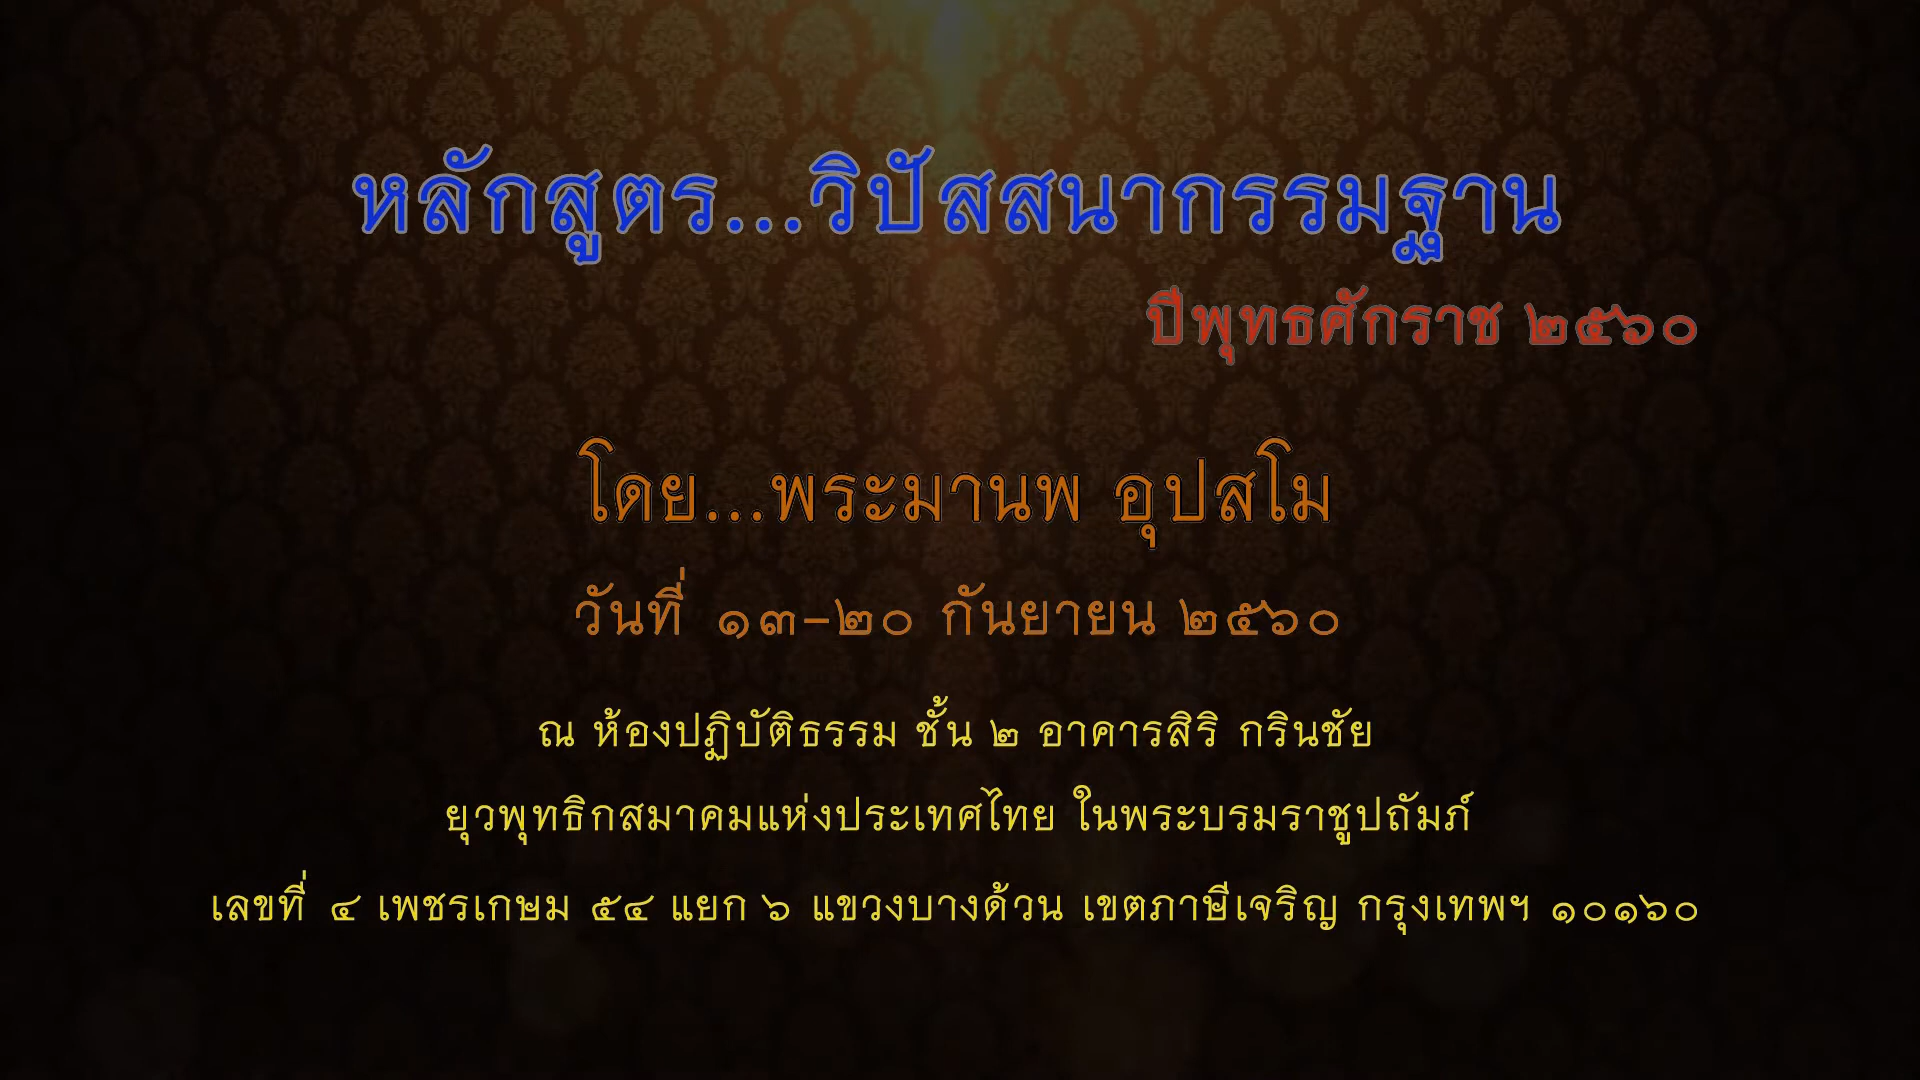 หลักสูตร...วิปัสสนากรรมฐาน
ปีพุทธศักราช ๒๕๖๐
โดย...พระมานพ อุปสโม
วันที่ ๑๓-๒๐ กันยายน ๒๕๖๐
ณ ห้องปฏิบัติธรรม ชั้น ๒ อาคารสิริ กรินชัย
ยุวพุทธิกสมาคมแห่งประเทศไทย ในพระบรมราชูปถัมภ์
เลขที่ ๔ เพชรเกษม ๕๔ แยก ๖ แขวงบางด้วน เขตภาษีเจริญ กรุงเทพฯ ๑๐๑๖๐